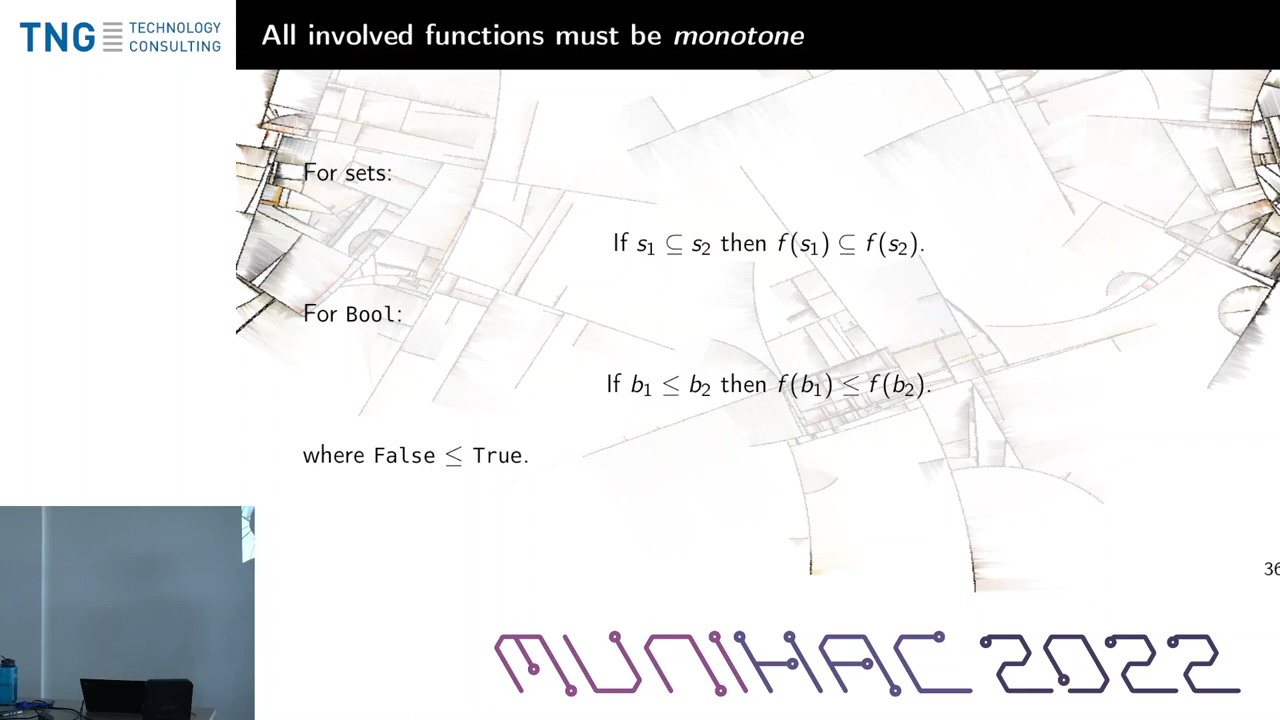 TNG TECHNOLOGY CONSULTING
All involved functions must be monotone
For sets:
If s₁ ⊆ s₂ then f(s₁) ⊆ f(s₂).
For Bool:
If b₁ ≤ b₂ then f(b₁) ≤ f(b₂).
where False ≤ True.
36
MUNIHAC 2022